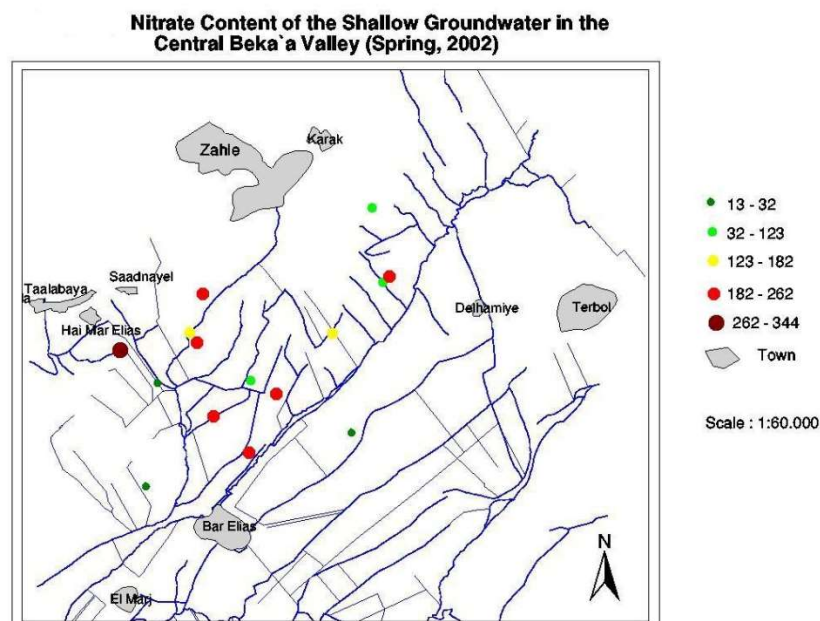 Nitrate Content of the Shallow Groundwater in the
Central Beka`a Valley (Spring, 2002)
Karak
Zahle
13 - 32
32 - 123
123 - 182
182 - 262
262 - 344
Town
Scale : 1:60.000
Saadnayel
Taalabaya
a
Hai Mar Elias
Delhamiye
Terbol
Bar Elias
El Marj
N